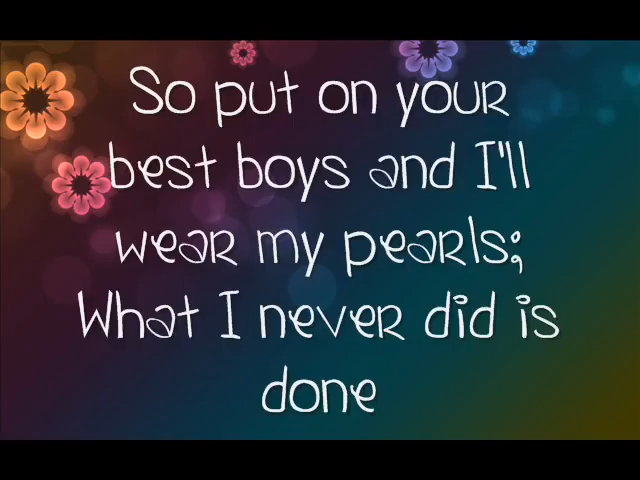 So put on your
best boys and I'll
wear my pearls;
What I never did is
done